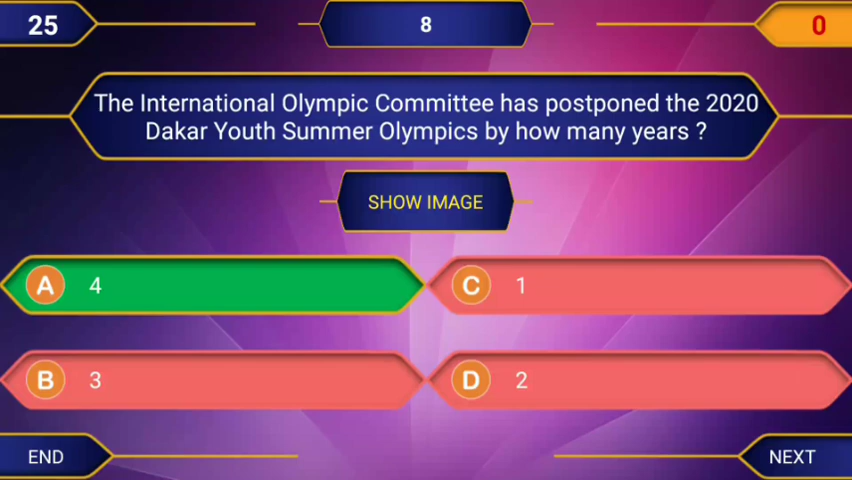 25
8
0
The International Olympic Committee has postponed the 2020
Dakar Youth Summer Olympics by how many years ?
SHOW IMAGE
A 4
C 1
B 3
D 2
END
NEXT